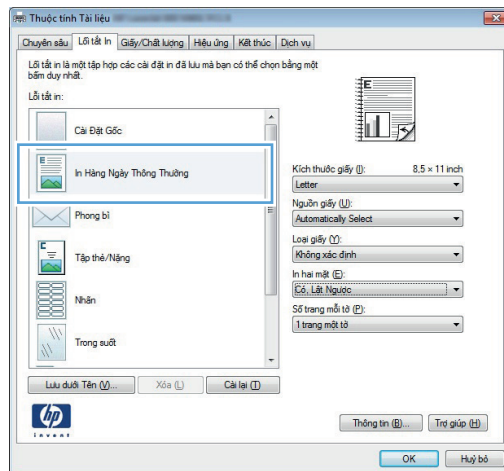 Thuộc tính Tài liệu
Chuyên sâu
Lối tắt In
Giấy/Chất lượng
Hiệu ứng
Kết thúc
Dịch vụ
Lối tắt in là một tập hợp các cài đặt in đã lưu mà bạn có thể chọn bằng một
bấm duy nhất.
Lối tắt in:
Cài Đặt Gốc
In Hàng Ngày Thông Thường
Phong bì
Tập thẻ/Nặng
Nhãn
Trong suốt
Lưu dưới Tên (V)...
Xóa (L)
Cài lại (T)
E
Kích thước giấy (I):
8.5 × 11 inch
Letter
Nguồn giấy (U):
Automatically Select
Loại giấy (Y):
Không xác định
In hai mặt (E):
Có, Lật Ngược
Số trang mỗi tờ (P):
1 trang một tờ
hp
invent
Thông tin (B)...
Trợ giúp (H)
OK
Huỷ bỏ